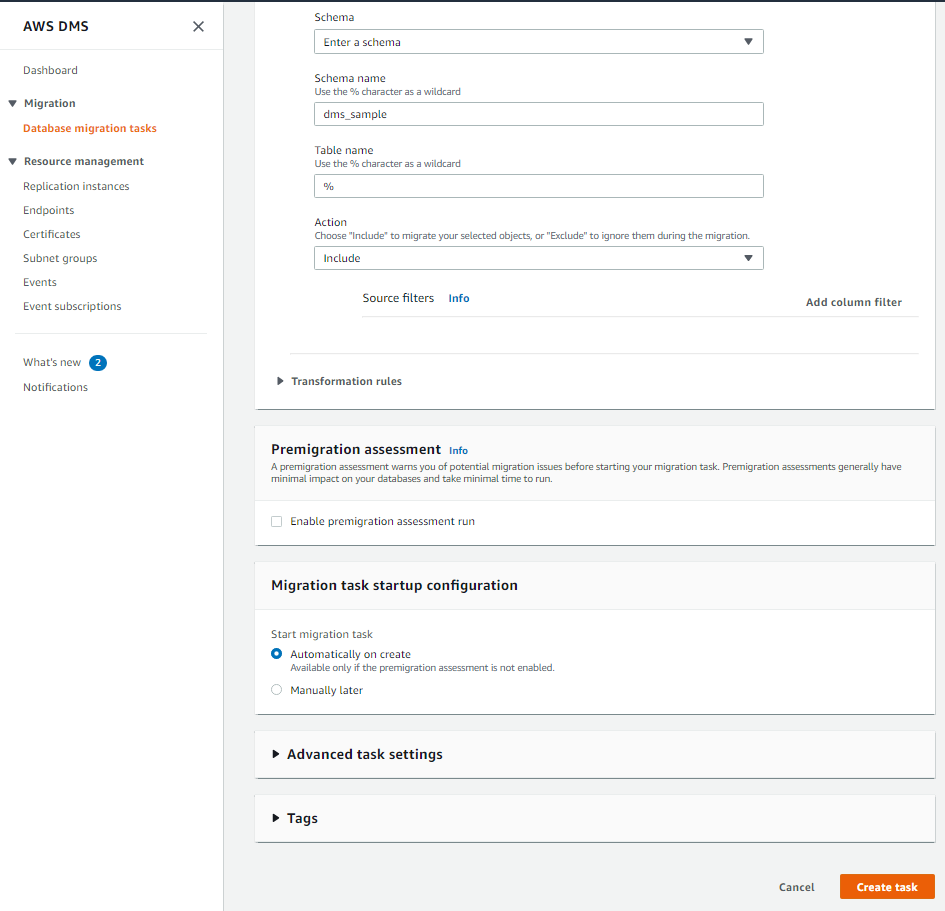 AWS DMS
Dashboard
Migration
Database migration tasks
Resource management
Replication instances
Endpoints
Certificates
Subnet groups
Events
Event subscriptions
What's new 2
Notifications
Schema
Enter a schema
Schema name
Use the % character as a wildcard
dms_sample
Table name
Use the % character as a wildcard
%
Action
Choose "Include" to migrate your selected objects, or "Exclude" to ignore them during the migration.
Include
Source filters Info
Add column filter
Transformation rules
Premigration assessment Info
A premigration assessment warns you of potential migration issues before starting your migration task. Premigration assessments generally have
minimal impact on your databases and take minimal time to run.
Enable premigration assessment run
Migration task startup configuration
Start migration task
Automatically on create
Available only if the premigration assessment is not enabled.
Manually later
Advanced task settings
Tags
Cancel
Create task